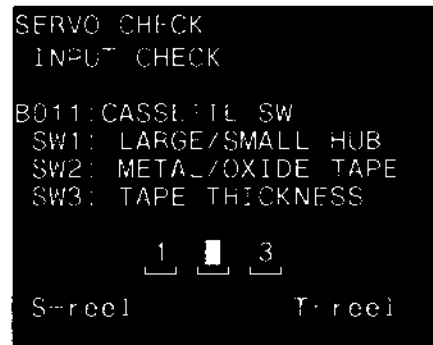 SERVO CHECK
INPUT CHECK
B011:CASSETTE SW
SW1: LARGE/SMALL HUB
SW2: METAL/OXIDE TAPE
SW3: TAPE THICKNESS
1 3
S-reel T-reel